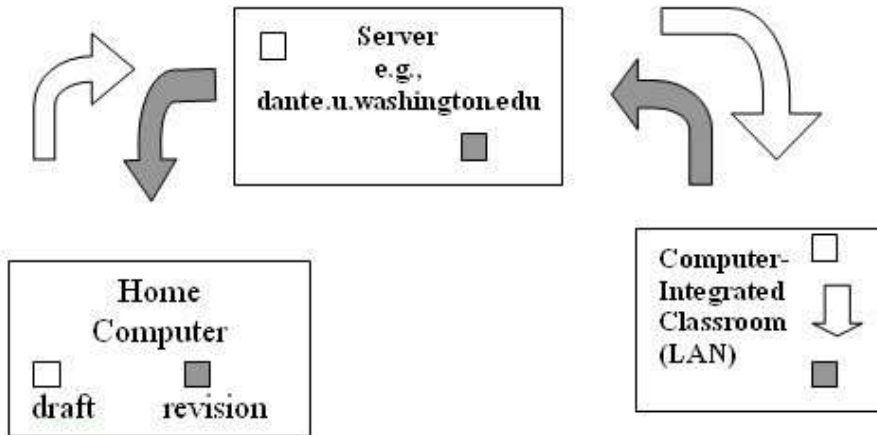 Server
e.g.,
dante.u.washington.edu
Home
Computer
draft revision
Computer-
Integrated
Classroom
(LAN)